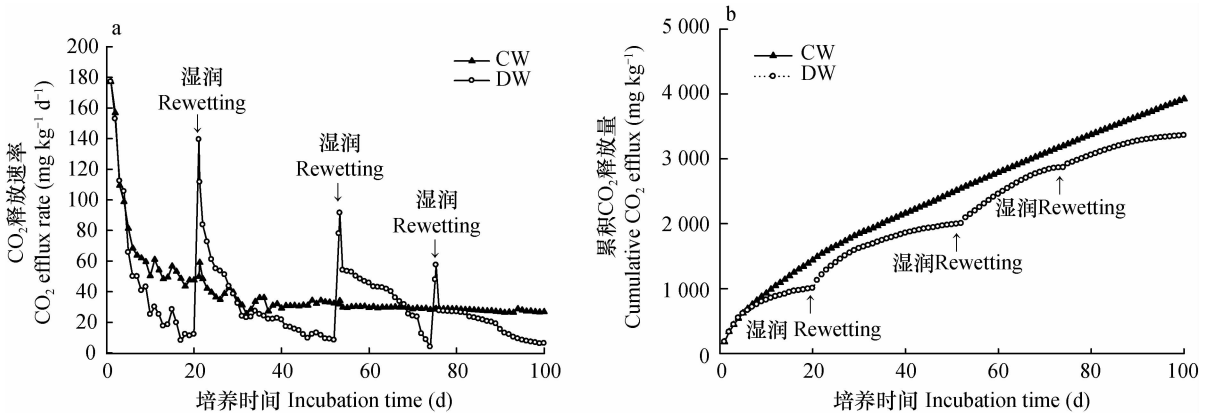 a
CO2释放速率
CO2 efflux rate (mg kg−1 d−1)
200
180
160
140
120
100
80
60
40
20
0
CW
DW
湿润
Rewetting
湿润
Rewetting
湿润
Rewetting
0
20
40
60
80
100
培养时间 Incubation time (d)
b
累积CO2释放量
Cumulative CO2 efflux (mg kg−1)
5 000
4 000
3 000
2 000
1 000
0
CW
DW
湿润 Rewetting
湿润Rewetting
湿润Rewetting
0
20
40
60
80
100
培养时间 Incubation time (d)